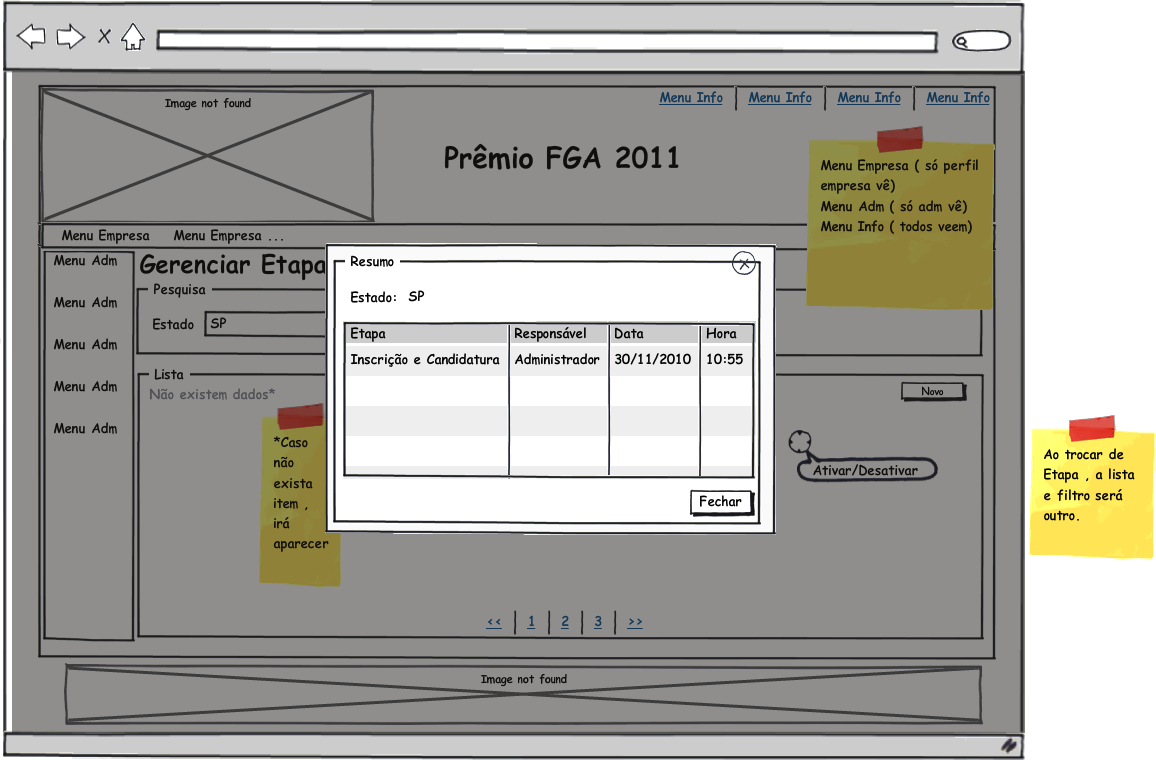 Image not found
Menu Info Menu Info Menu Info Menu Info
Prêmio FGA 2011
Menu Empresa ( só perfil
empresa vê)
Menu Adm ( só adm vê)
Menu Info ( todos veem)
Menu Empresa Menu Empresa ...
Menu Adm
Menu Adm
Menu Adm
Menu Adm
Menu Adm
Gerenciar Etapa
Pesquisa
Estado SP
Lista
Não existem dados*
Novo
*Caso
não
exista
item ,
irá
aparecer
Ativar/Desativar
Resumo
Estado: SP
Etapa Responsável Data Hora
Inscrição e Candidatura Administrador 30/11/2010 10:55
Fechar
<< 1 2 3 >>
Image not found
Ao trocar de
Etapa , a lista
e filtro será
outro.